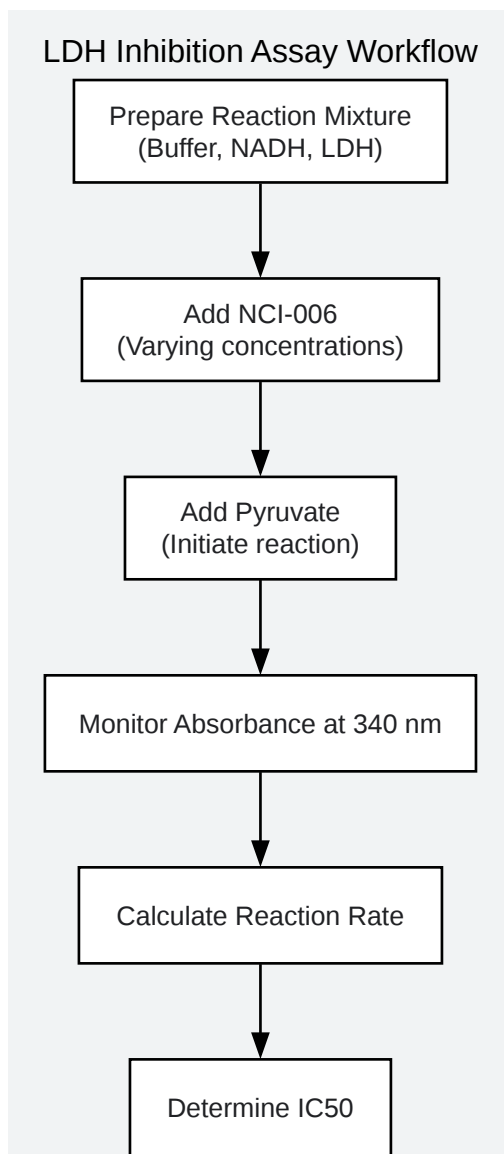 LDH Inhibition Assay Workflow
Prepare Reaction Mixture
(Buffer, NADH, LDH)
Add NCI-006
(Varying concentrations)
Add Pyruvate
(Initiate reaction)
Monitor Absorbance at 340 nm
Calculate Reaction Rate
Determine IC50